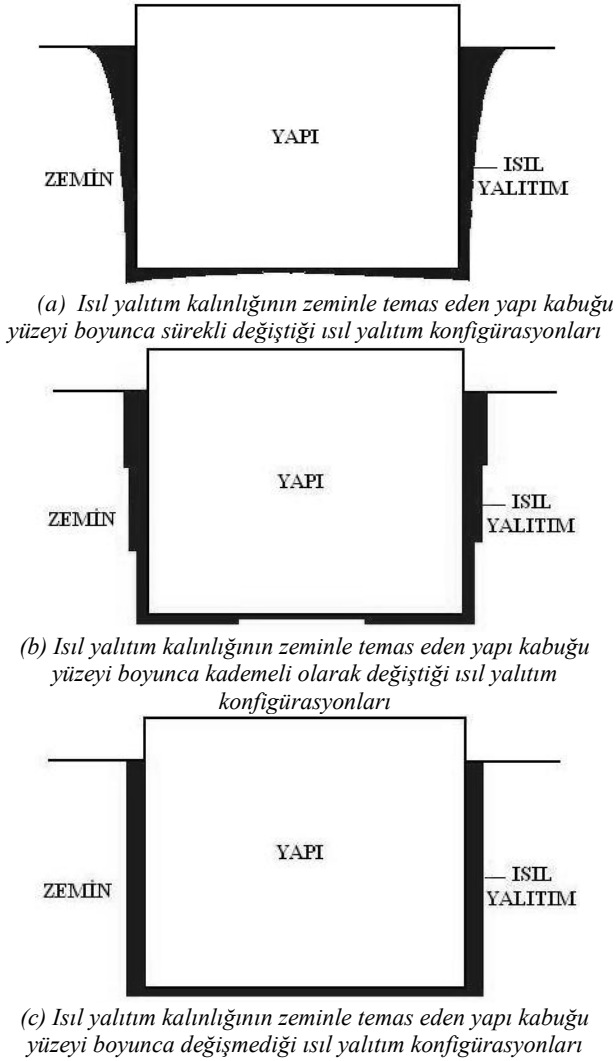 YAPI
ZEMİN
ISIL
YALITIM
(a) Isıl yalıtım kalınlığının zeminle temas eden yapı kabuğu
yüzeyi boyunca sürekli değiştiği ısıl yalıtım konfigürasyonları
YAPI
ZEMİN
ISIL
YALITIM
(b) Isıl yalıtım kalınlığının zeminle temas eden yapı kabuğu
yüzeyi boyunca kademeli olarak değiştiği ısıl yalıtım
konfigürasyonları
YAPI
ZEMİN
ISIL
YALITIM
(c) Isıl yalıtım kalınlığının zeminle temas eden yapı kabuğu
yüzeyi boyunca değişmediği ısıl yalıtım konfigürasyonları